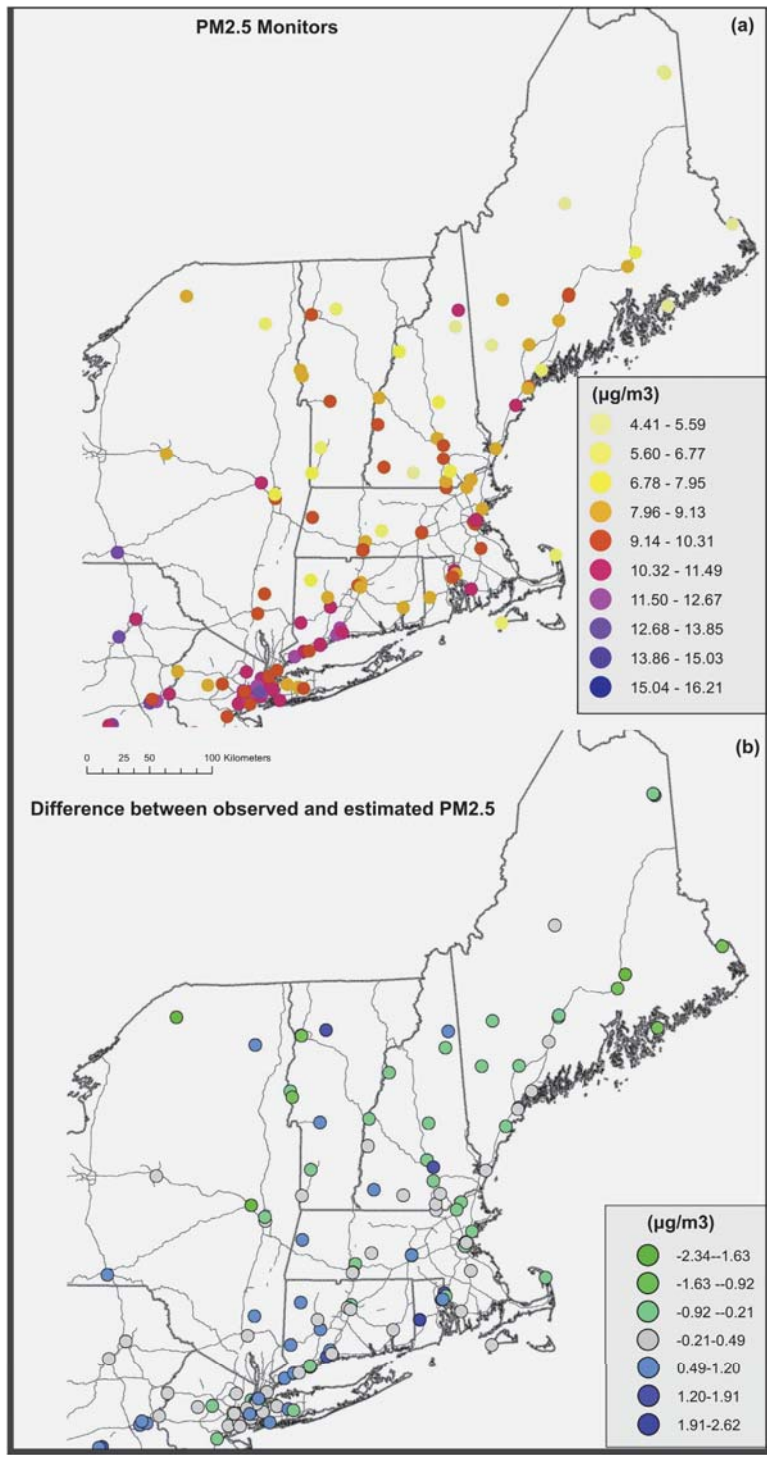 PM2.5 Monitors
(a)
(µg/m3)
4.41 - 5.59
5.60 - 6.77
6.78 - 7.95
7.96 - 9.13
9.14 - 10.31
10.32 - 11.49
11.50 - 12.67
12.68 - 13.85
13.86 - 15.03
15.04 - 16.21
0 25 50 100 Kilometers
(b)
Difference between observed and estimated PM2.5
(µg/m3)
-2.34--1.63
-1.63 --0.92
-0.92 --0.21
-0.21-0.49
0.49-1.20
1.20-1.91
1.91-2.62